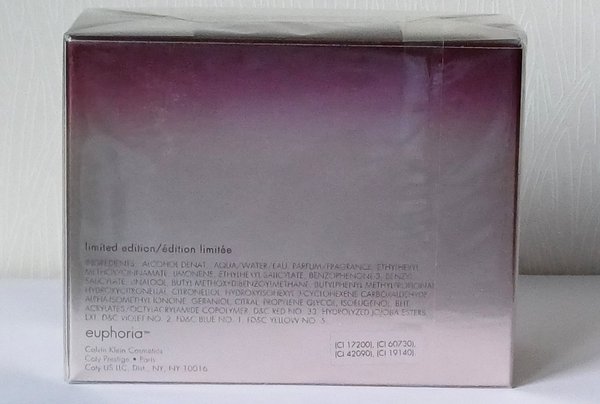 limited edition/édition limitée
INGREDIENTS: ALCOHOL DENAT., AQUA/WATER/EAU, PARFUM/FRAGRANCE, ETHYLHEXYL
METHOXYCINNAMATE, LIMONENE, ETHYLHEXYL SALICYLATE, BENZOPHENONE-3, BENZYL
SALICYLATE, LINALOOL, BUTYL METHOXYDIBENZOYLMETHANE, BUTYLPHENYL METHYLPROPIONAL
HYDROXYCITRONELLAL, CITRONELLOL, HYDROXYISOHEXYL 3-CYCLOHEXENE CARBOXALDEHYDE
ALPHA-ISOMETHYL IONONE, GERANIOL, CITRAL, PROPYLENE GLYCOL, ISOEUGENOL, BHT,
ACRYLATES/OCTYLACRYLAMIDE COPOLYMER, D&C RED NO. 33, HYDROLYZED JOJOBA ESTERS,
EXT. D&C VIOLET NO. 2, FD&C BLUE NO. 1, FD&C YELLOW NO. 5.
euphoria™
Calvin Klein Cosmetics
Coty Prestige • Paris
Coty US LLC, Dist., NY, NY 10016
(CI 17200), (CI 60730),
(CI 42090), (CI 19140)